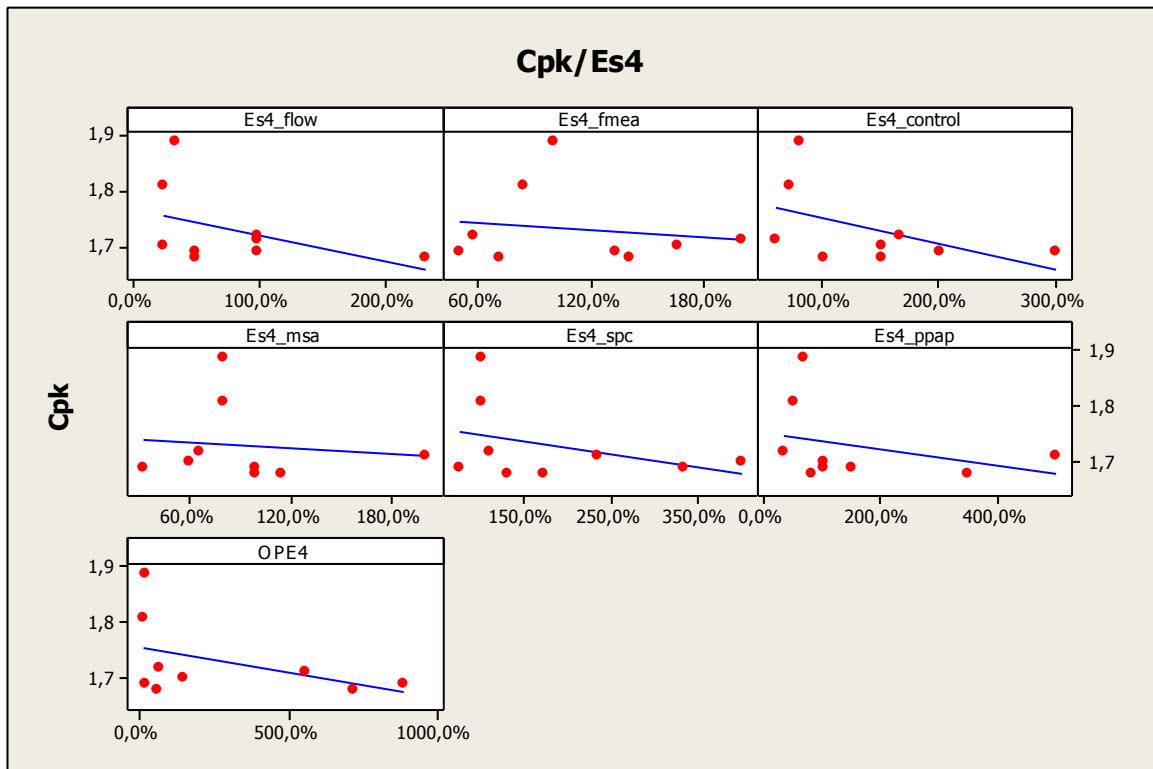 Cpk/Es4
Es4_flow Es4_fmea Es4_control
1,9
1,8
1,7
0,0% 100,0% 200,0% 60,0% 120,0% 180,0% 100,0% 200,0% 300,0%
Es4_msa Es4_spc Es4_ppap
1,9
1,8
1,7
60,0% 120,0% 180,0% 150,0% 250,0% 350,0% 0,0% 200,0% 400,0%
Cpk
OPE4
1,9
1,8
1,7
0,0% 500,0% 1000,0%